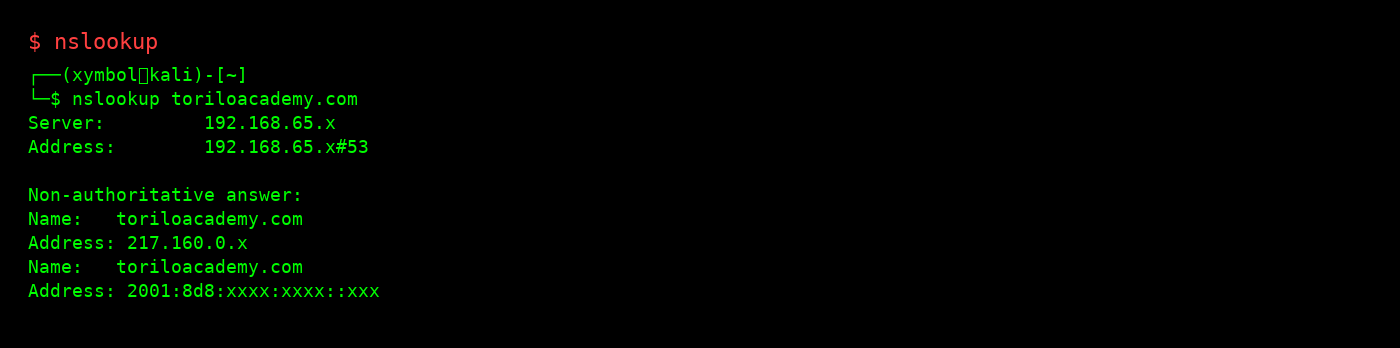 $ nslookup
┌──(xymbol▯kali)-[~]
└─$ nslookup toriloacademy.com
Server:         192.168.65.x
Address:        192.168.65.x#53

Non-authoritative answer:
Name:   toriloacademy.com
Address: 217.160.0.x
Name:   toriloacademy.com
Address: 2001:8d8:xxxx:xxxx::xxx